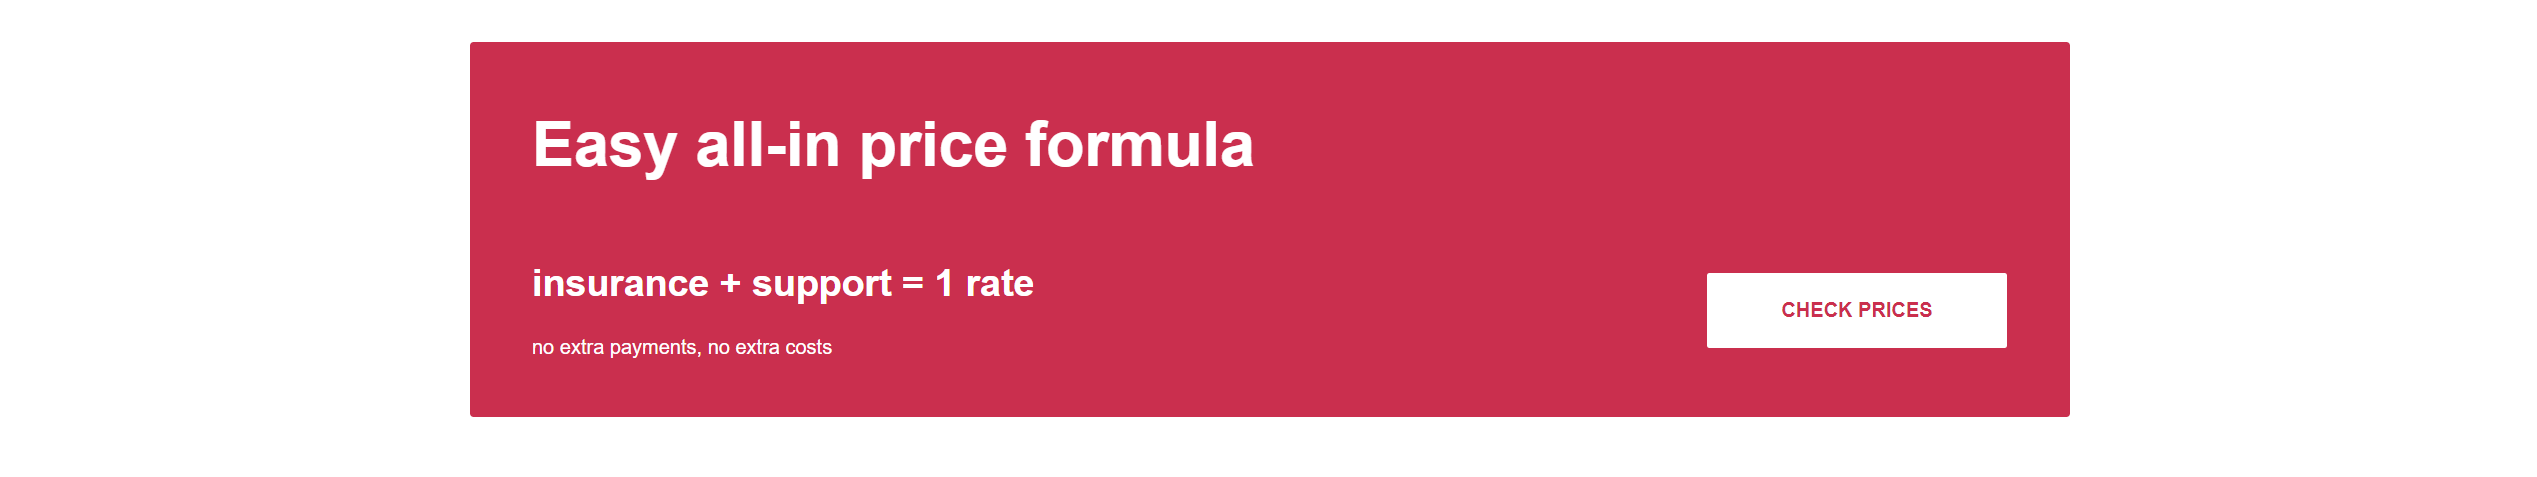 Easy all-in price formula
insurance + support = 1 rate
no extra payments, no extra costs
CHECK PRICES